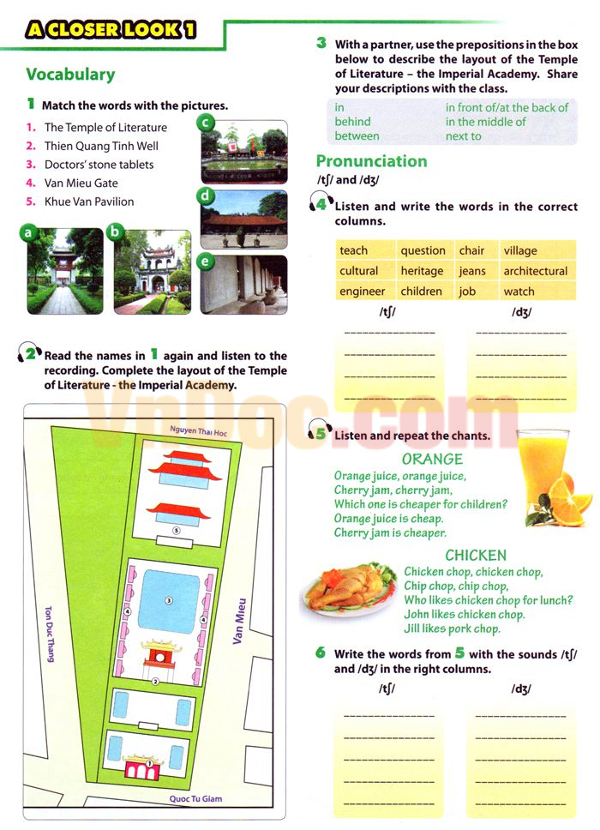 A CLOSER LOOK 1
Vocabulary
1 Match the words with the pictures.
1. The Temple of Literature
2. Thien Quang Tinh Well
3. Doctors' stone tablets
4. Van Mieu Gate
5. Khue Van Pavilion
c
d
e
a
b
2 Read the names in 1 again and listen to the
recording. Complete the layout of the Temple
of Literature - the Imperial Academy.
Nguyen Thai Hoc
5
Ton Duc Thang
4
3
4
Van Mieu
2
1
Quoc Tu Giam
3 With a partner, use the prepositions in the box
below to describe the layout of the Temple
of Literature – the Imperial Academy. Share
your descriptions with the class.
in in front of/at the back of
behind in the middle of
between next to
Pronunciation
/tʃ/ and /dʒ/
4 Listen and write the words in the correct
columns.
teach question chair village
cultural heritage jeans architectural
engineer children job watch
/tʃ/ /dʒ/
5 Listen and repeat the chants.
ORANGE
Orange juice, orange juice,
Cherry jam, cherry jam,
Which one is cheaper for children?
Orange juice is cheap.
Cherry jam is cheaper.
CHICKEN
Chicken chop, chicken chop,
Chip chop, chip chop,
Who likes chicken chop for lunch?
John likes chicken chop.
Jill likes pork chop.
6 Write the words from 5 with the sounds /tʃ/
and /dʒ/ in the right columns.
/tʃ/ /dʒ/
VnDoc.com